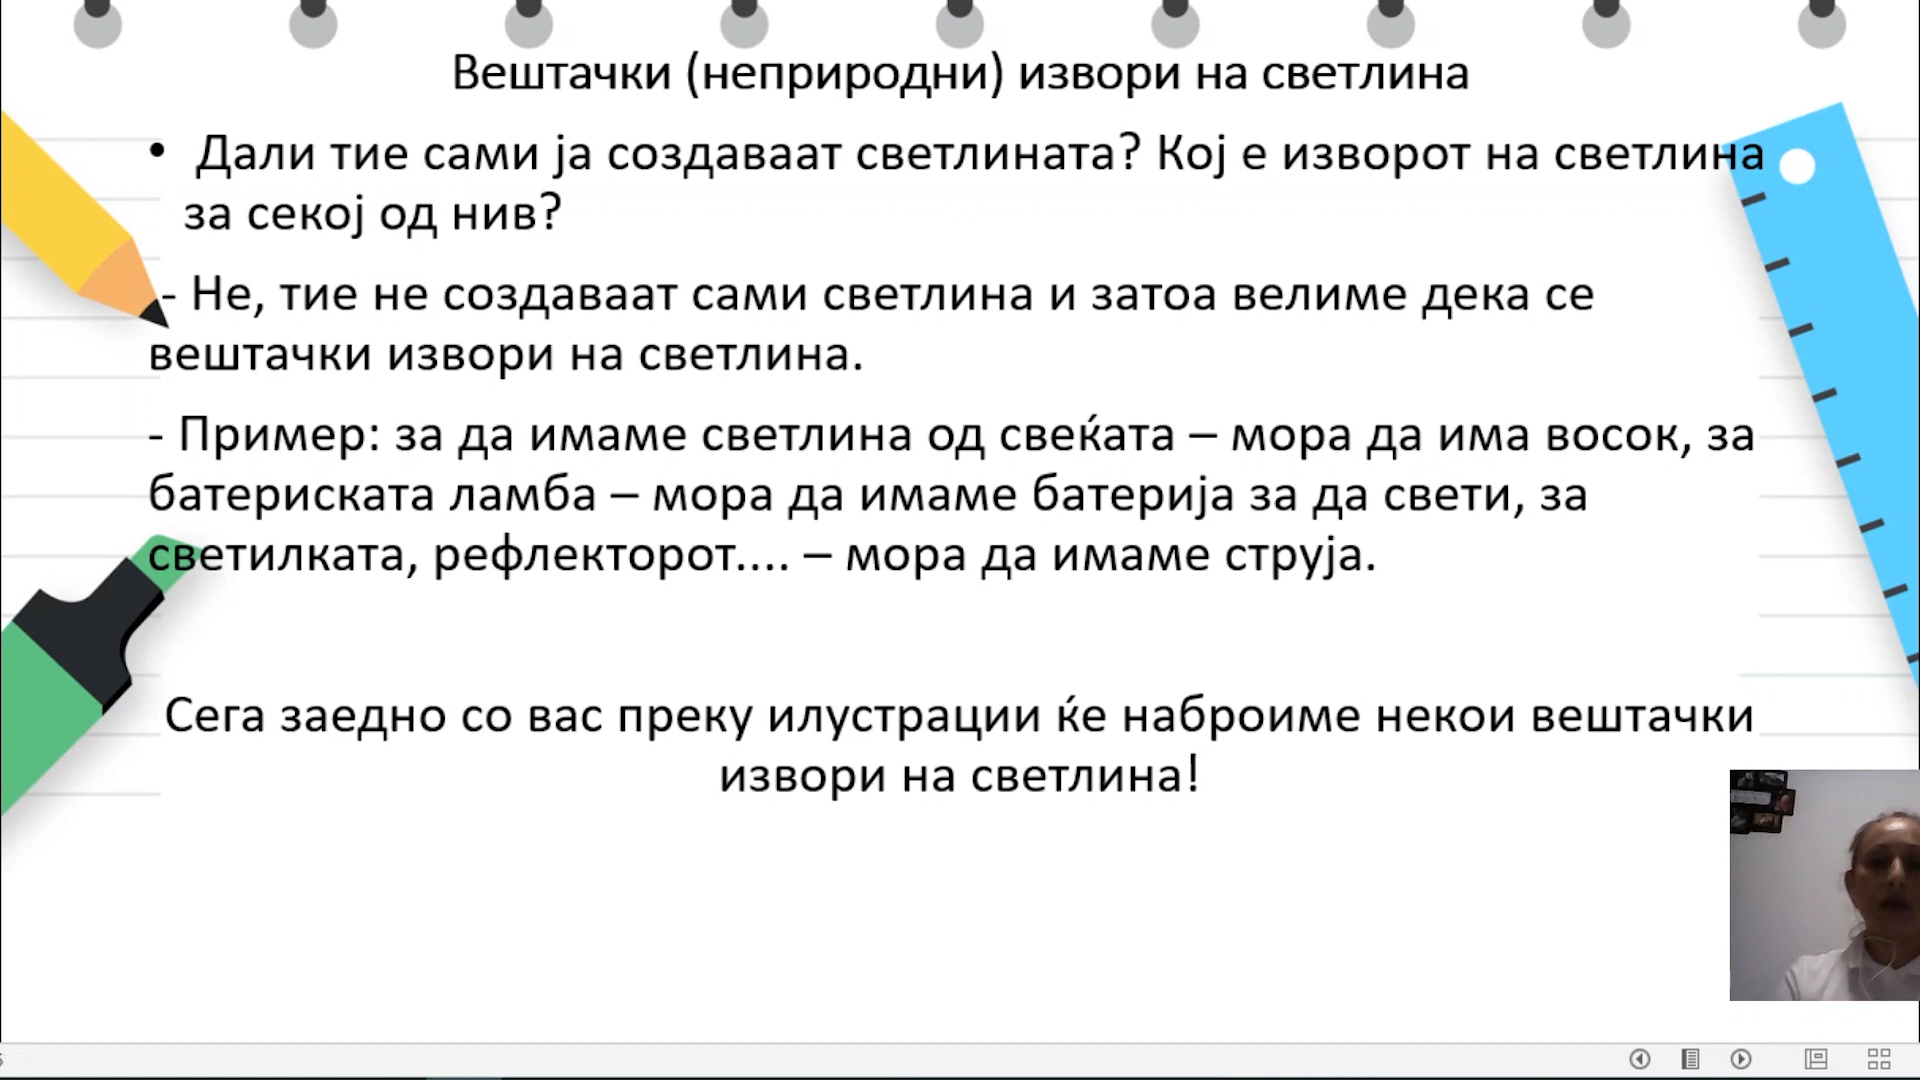 Вештачки (неприродни) извори на светлина
• Дали тие сами ја создаваат светлината? Кој е изворот на светлина
за секој од нив?
- Не, тие не создаваат сами светлина и затоа велиме дека се
вештачки извори на светлина.
- Пример: за да имаме светлина од свеќата – мора да има восок, за
батериската ламба – мора да имаме батерија за да свети, за
светилката, рефлекторот.... – мора да имаме струја.
Сега заедно со вас преку илустрации ќе наброиме некои вештачки
извори на светлина!